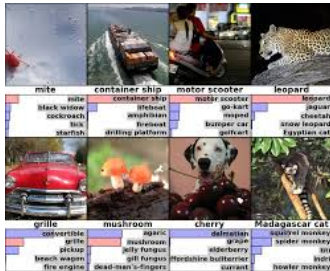 mite
container ship
motor scooter
leopard
mite
black widow
cockroach
tick
starfish
container ship
lifeboat
amphibian
fireboat
drilling platform
motor scooter
go-kart
moped
bumper car
golfcart
leopard
jaguar
cheetah
snow leopard
Egyptian cat
grille
mushroom
cherry
Madagascar cat
convertible
grille
pickup
beach wagon
fire engine
agaric
mushroom
jelly fungus
gill fungus
dead-man's-fingers
dalmatian
grape
elderberry
ffordshire bullterrier
currant
squirrel monkey
spider monkey
titi
indri
howler monkey